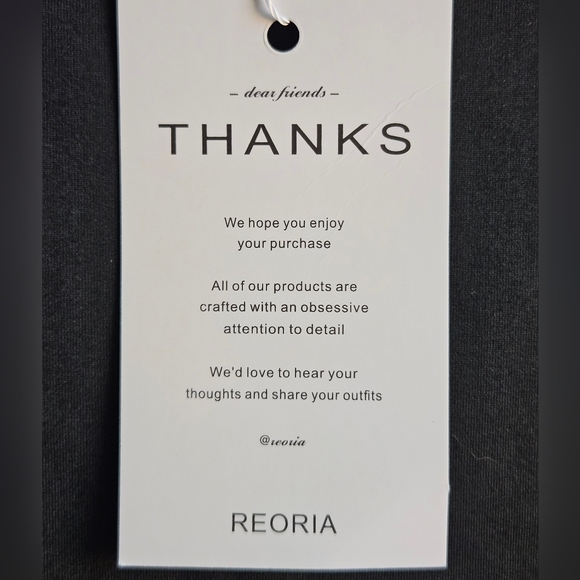 – dear friends –
THANKS
We hope you enjoy
your purchase
All of our products are
crafted with an obsessive
attention to detail
We'd love to hear your
thoughts and share your outfits
@reoria
REORIA